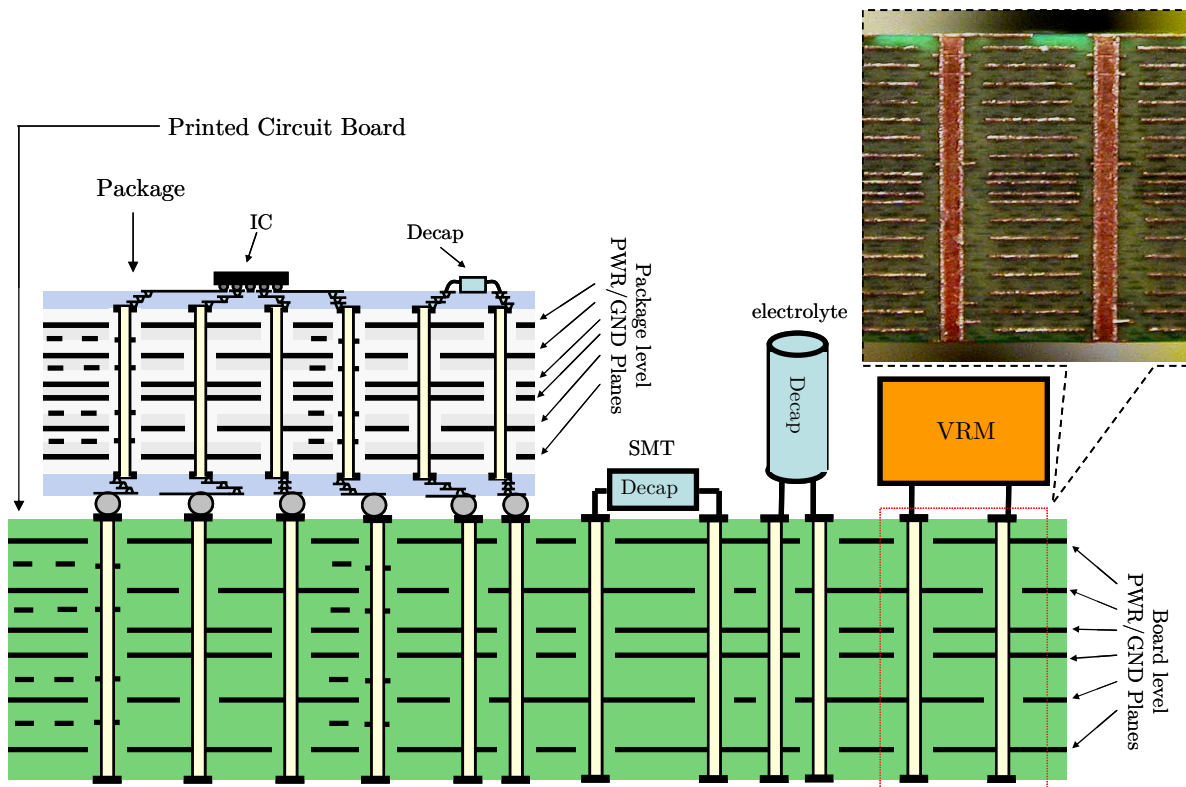 Printed Circuit Board
Package
IC
Decap
Package level
PWR/GND Planes
electrolyte
Decap
SMT
Decap
VRM
Board level
PWR/GND Planes